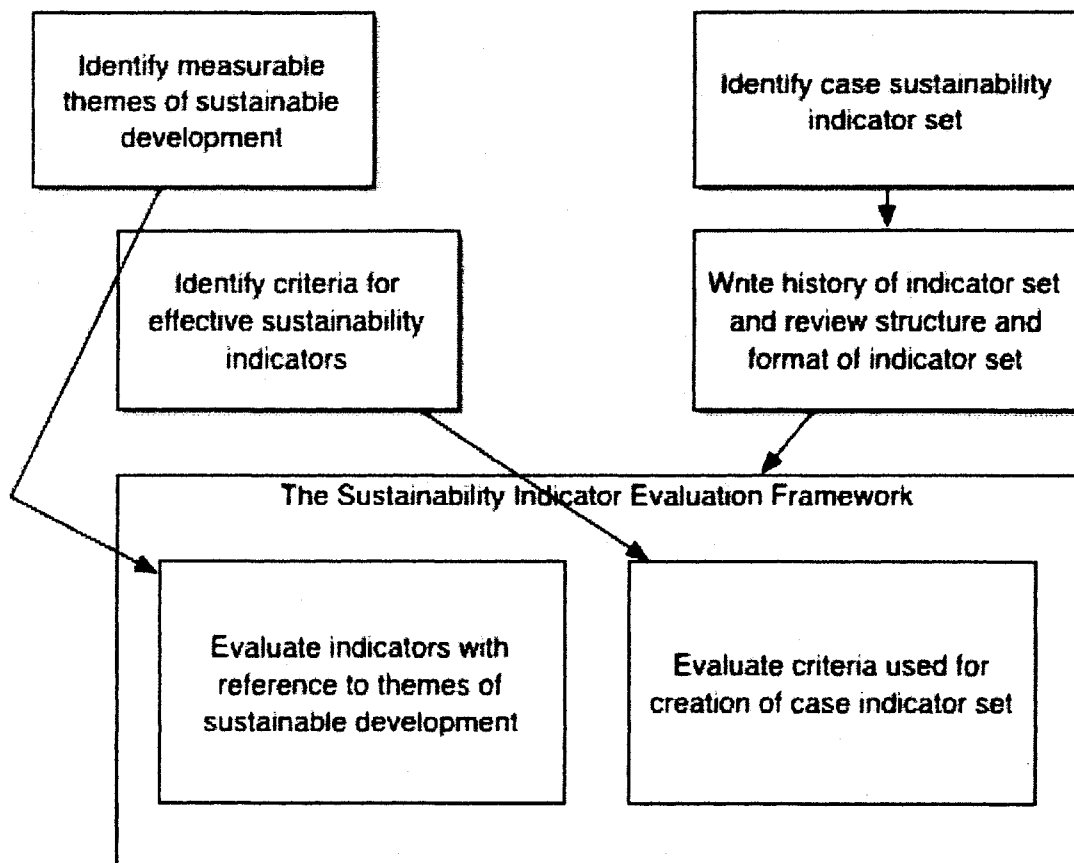 Identify measurable
themes of sustainable
development
Identify case sustainability
indicator set
Identify criteria for
effective sustainability
indicators
Write history of indicator set
and review structure and
format of indicator set
The Sustainability Indicator Evaluation Framework
Evaluate indicators with
reference to themes of
sustainable development
Evaluate criteria used for
creation of case indicator set